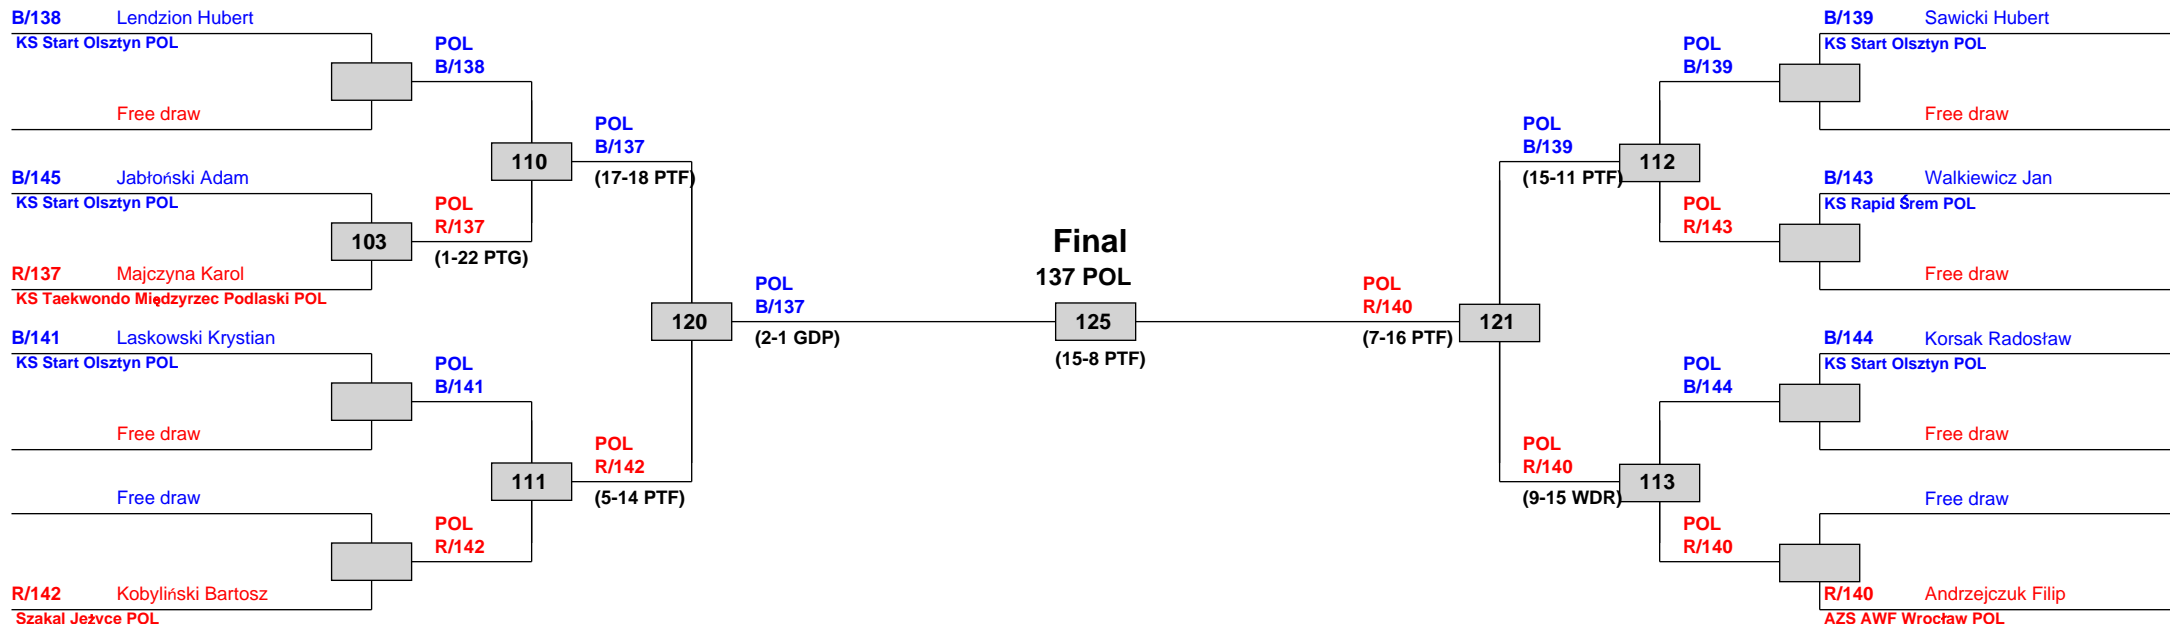 B/138 Lendzion Hubert
KS Start Olsztyn POL
Free draw
POL
B/138
B/145 Jabłoński Adam
KS Start Olsztyn POL
103
R/137 Majczyna Karol
KS Taekwondo Międzyrzec Podlaski POL
POL
R/137
(1-22 PTG)
110
POL
B/137
(17-18 PTF)
B/141 Laskowski Krystian
KS Start Olsztyn POL
Free draw
POL
B/141
Free draw
R/142 Kobyliński Bartosz
Szakal Jeżyce POL
POL
R/142
111
POL
R/142
(5-14 PTF)
120
POL
B/137
(2-1 GDP)
Final
137 POL
125
(15-8 PTF)
POL
R/140
(7-16 PTF)
121
POL
B/139
(15-11 PTF)
112
POL
B/139
B/139 Sawicki Hubert
KS Start Olsztyn POL
Free draw
POL
R/143
B/143 Walkiewicz Jan
KS Rapid Śrem POL
Free draw
POL
R/140
(9-15 WDR)
113
POL
B/144
B/144 Korsak Radosław
KS Start Olsztyn POL
Free draw
POL
R/140
Free draw
R/140 Andrzejczuk Filip
AZS AWF Wrocław POL